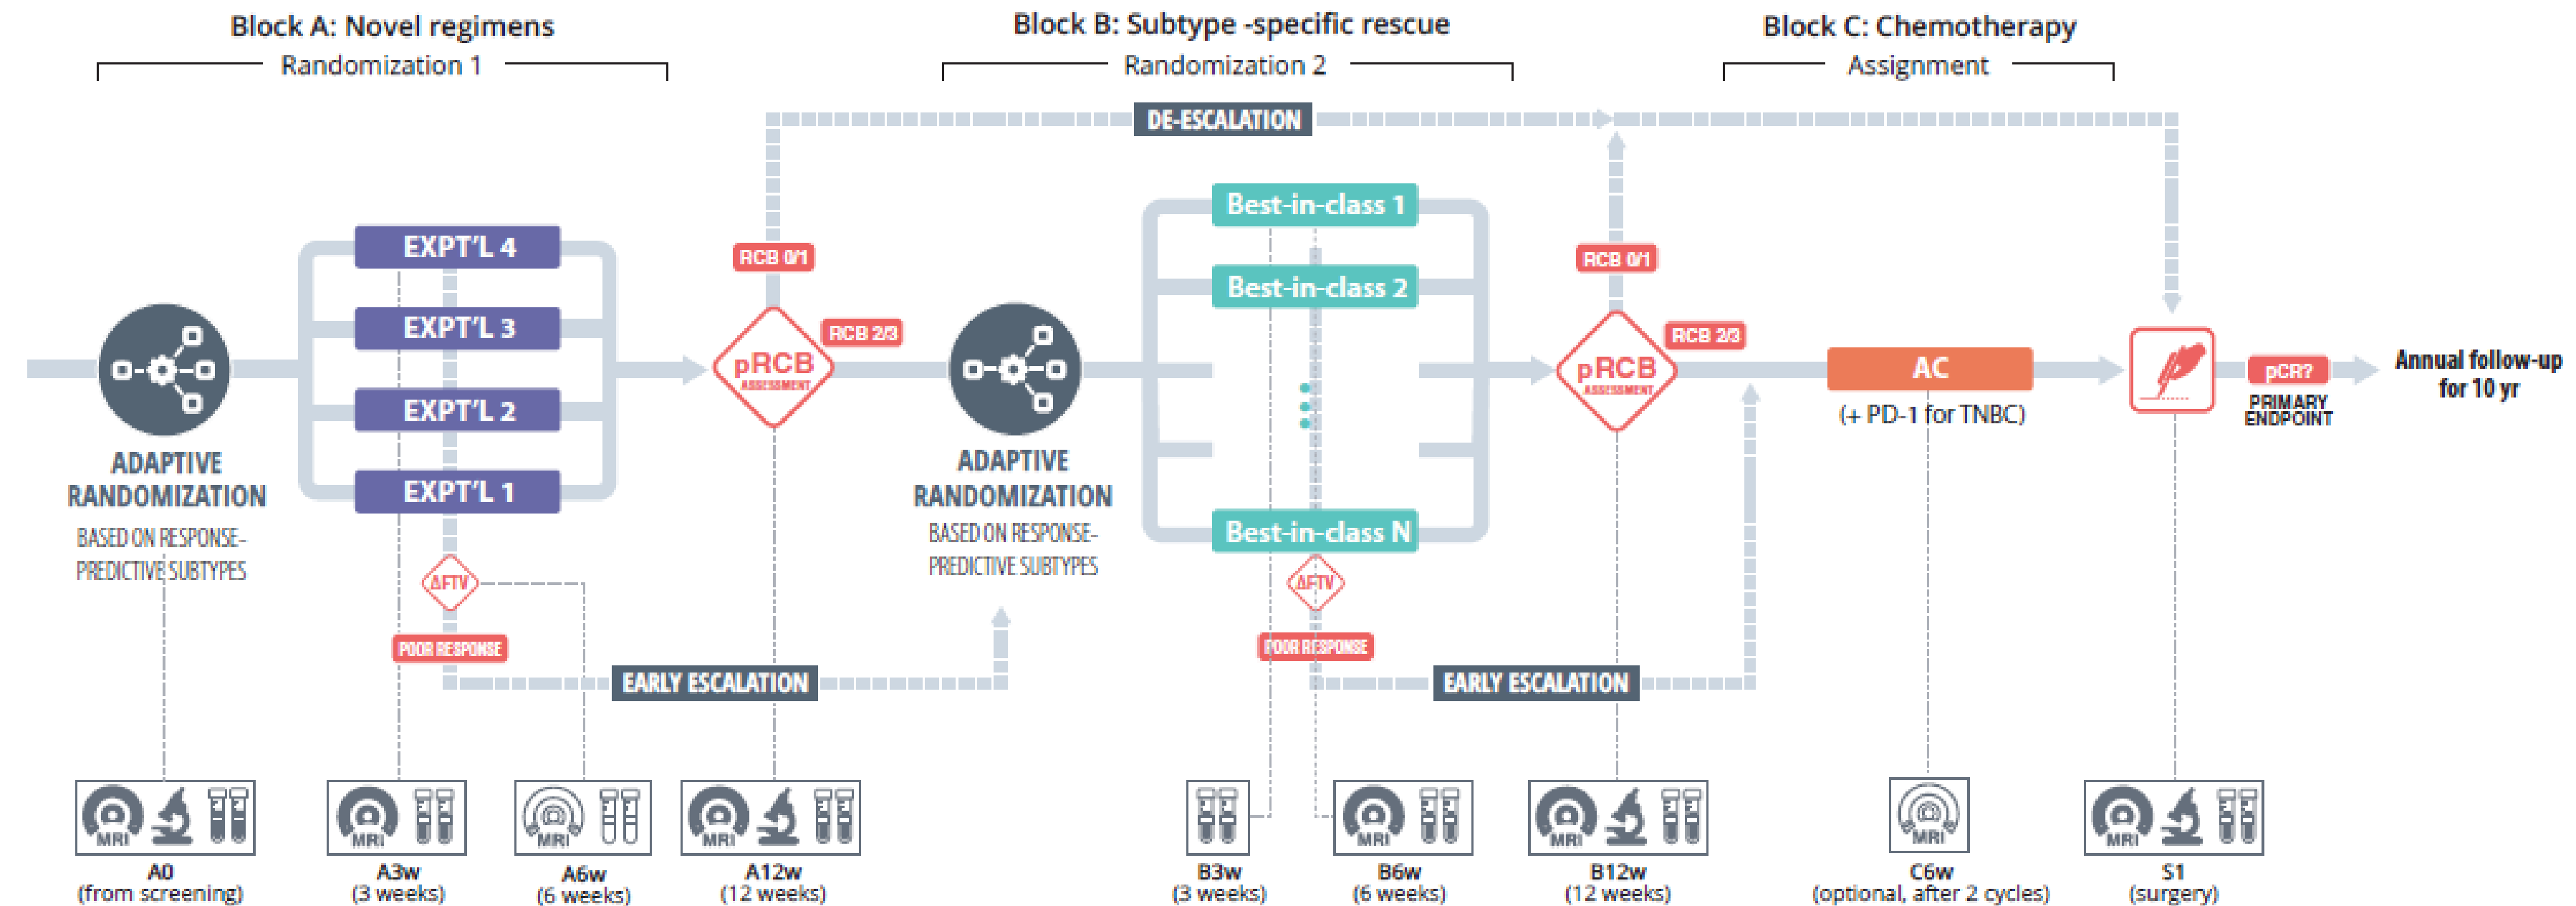 Block A: Novel regimens
Randomization 1
Block B: Subtype -specific rescue
Randomization 2
Block C: Chemotherapy
Assignment
DE-ESCALATION
EXPT'L 4
EXPT'L 3
EXPT'L 2
EXPT'L 1
ADAPTIVE
RANDOMIZATION
BASED ON RESPONSE–
PREDICTIVE SUBTYPES
ΔFTV
POOR RESPONSE
EARLY ESCALATION
RCB 0/1
RCB 2/3
pRCB
ASSESSMENT
ADAPTIVE
RANDOMIZATION
BASED ON RESPONSE–
PREDICTIVE SUBTYPES
Best-in-class 1
Best-in-class 2
Best-in-class N
ΔFTV
POOR RESPONSE
EARLY ESCALATION
RCB 0/1
RCB 2/3
pRCB
ASSESSMENT
AC
(+ PD-1 for TNBC)
pCR?
PRIMARY
ENDPOINT
Annual follow-up
for 10 yr
MRI
A0
(from screening)
MRI
A3w
(3 weeks)
MRI
A6w
(6 weeks)
MRI
A12w
(12 weeks)
B3w
(3 weeks)
MRI
B6w
(6 weeks)
MRI
B12w
(12 weeks)
MRI
C6w
(optional, after 2 cycles)
MRI
S1
(surgery)